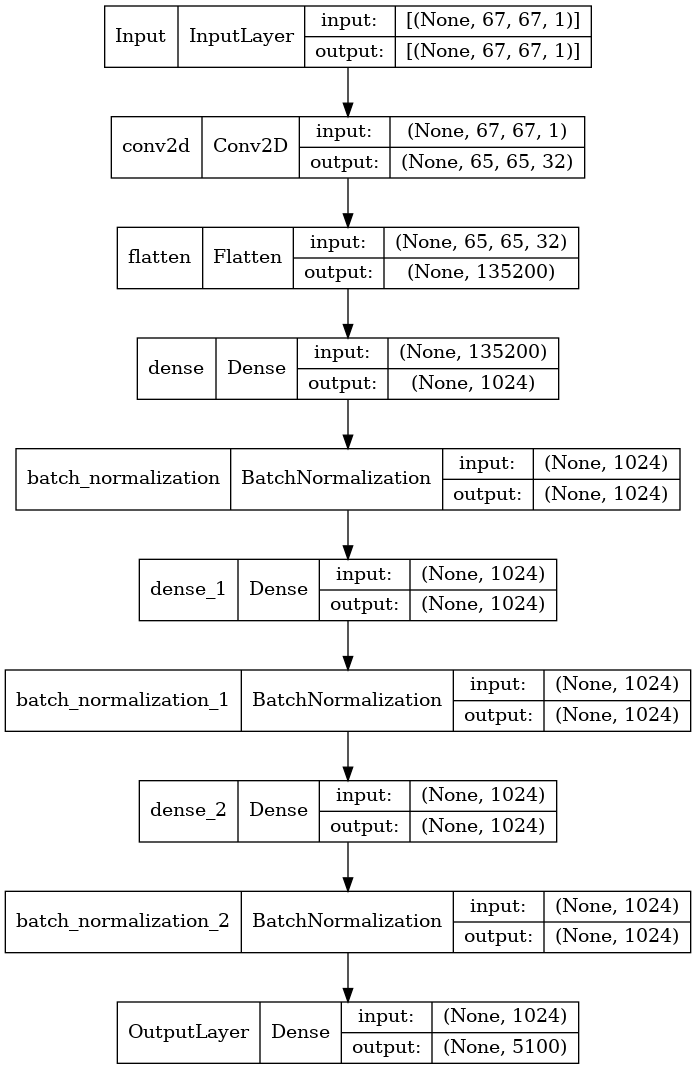 Input InputLayer input: [(None, 67, 67, 1)]
output: [(None, 67, 67, 1)]
conv2d Conv2D input: (None, 67, 67, 1)
output: (None, 65, 65, 32)
flatten Flatten input: (None, 65, 65, 32)
output: (None, 135200)
dense Dense input: (None, 135200)
output: (None, 1024)
batch_normalization BatchNormalization input: (None, 1024)
output: (None, 1024)
dense_1 Dense input: (None, 1024)
output: (None, 1024)
batch_normalization_1 BatchNormalization input: (None, 1024)
output: (None, 1024)
dense_2 Dense input: (None, 1024)
output: (None, 1024)
batch_normalization_2 BatchNormalization input: (None, 1024)
output: (None, 1024)
OutputLayer Dense input: (None, 1024)
output: (None, 5100)